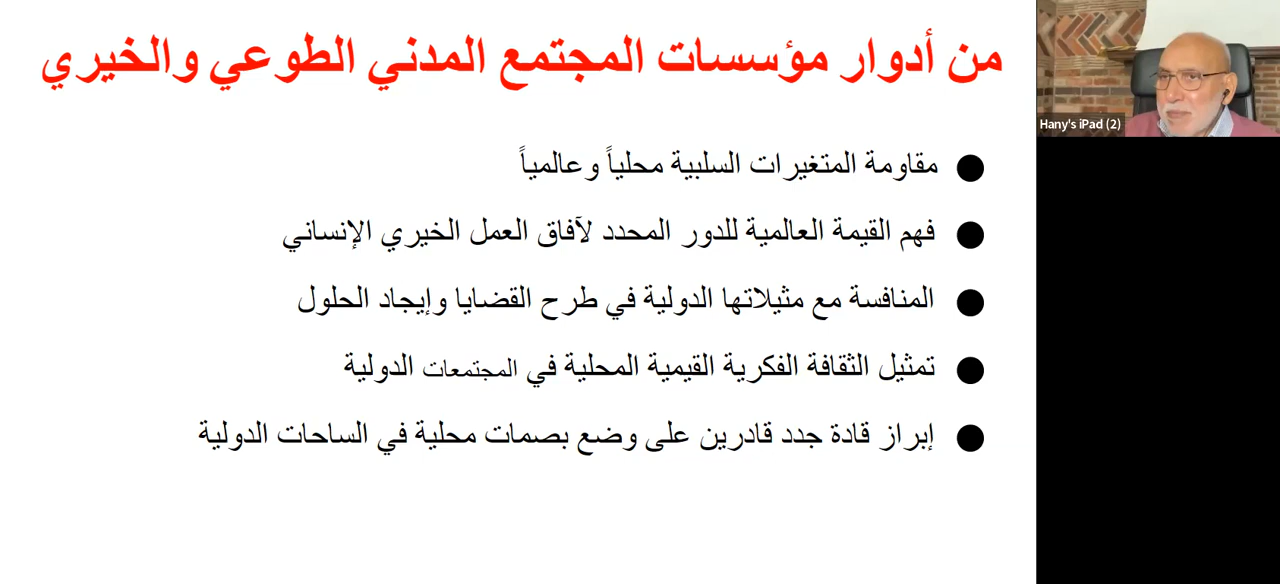 من أدوار مؤسسات المجتمع المدني الطوعي والخيري
Hany's iPad (2)
● مقاومة المتغيرات السلبية محلياً وعالمياً
● فهم القيمة العالمية للدور المحدد لآفاق العمل الخيري الإنساني
● المنافسة مع مثيلاتها الدولية في طرح القضايا وإيجاد الحلول
● تمثيل الثقافة الفكرية القيمية المحلية في المجتمعات الدولية
● إبراز قادة جدد قادرين على وضع بصمات محلية في الساحات الدولية